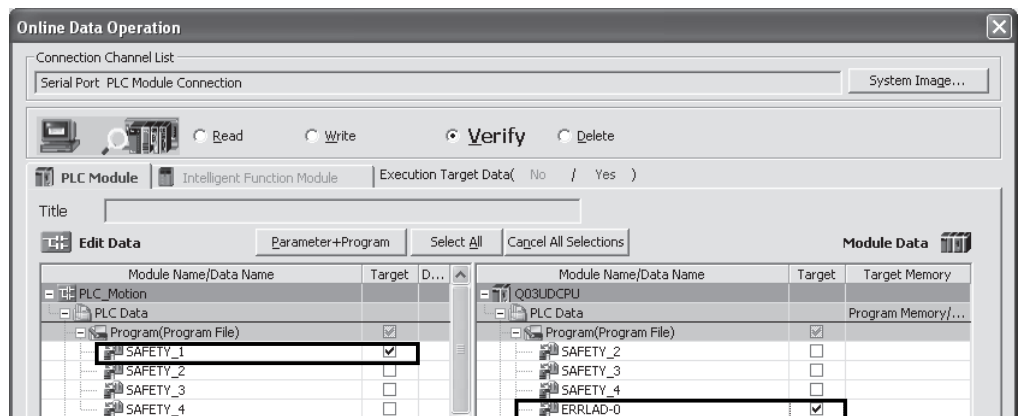 Online Data Operation
Connection Channel List
Serial Port PLC Module Connection
System Image...
Read Write Verify Delete
PLC Module Intelligent Function Module Execution Target Data( No / Yes )
Title
Edit Data Parameter+Program Select All Cancel All Selections Module Data
Module Name/Data Name Target D... Module Name/Data Name Target Target Memory
PLC_Motion Q03UDCPU
PLC Data PLC Data Program Memory/...
Program(Program File) Program(Program File)
SAFETY_1 SAFETY_2
SAFETY_2 SAFETY_3
SAFETY_3 SAFETY_4
SAFETY_4 ERRLAD-0